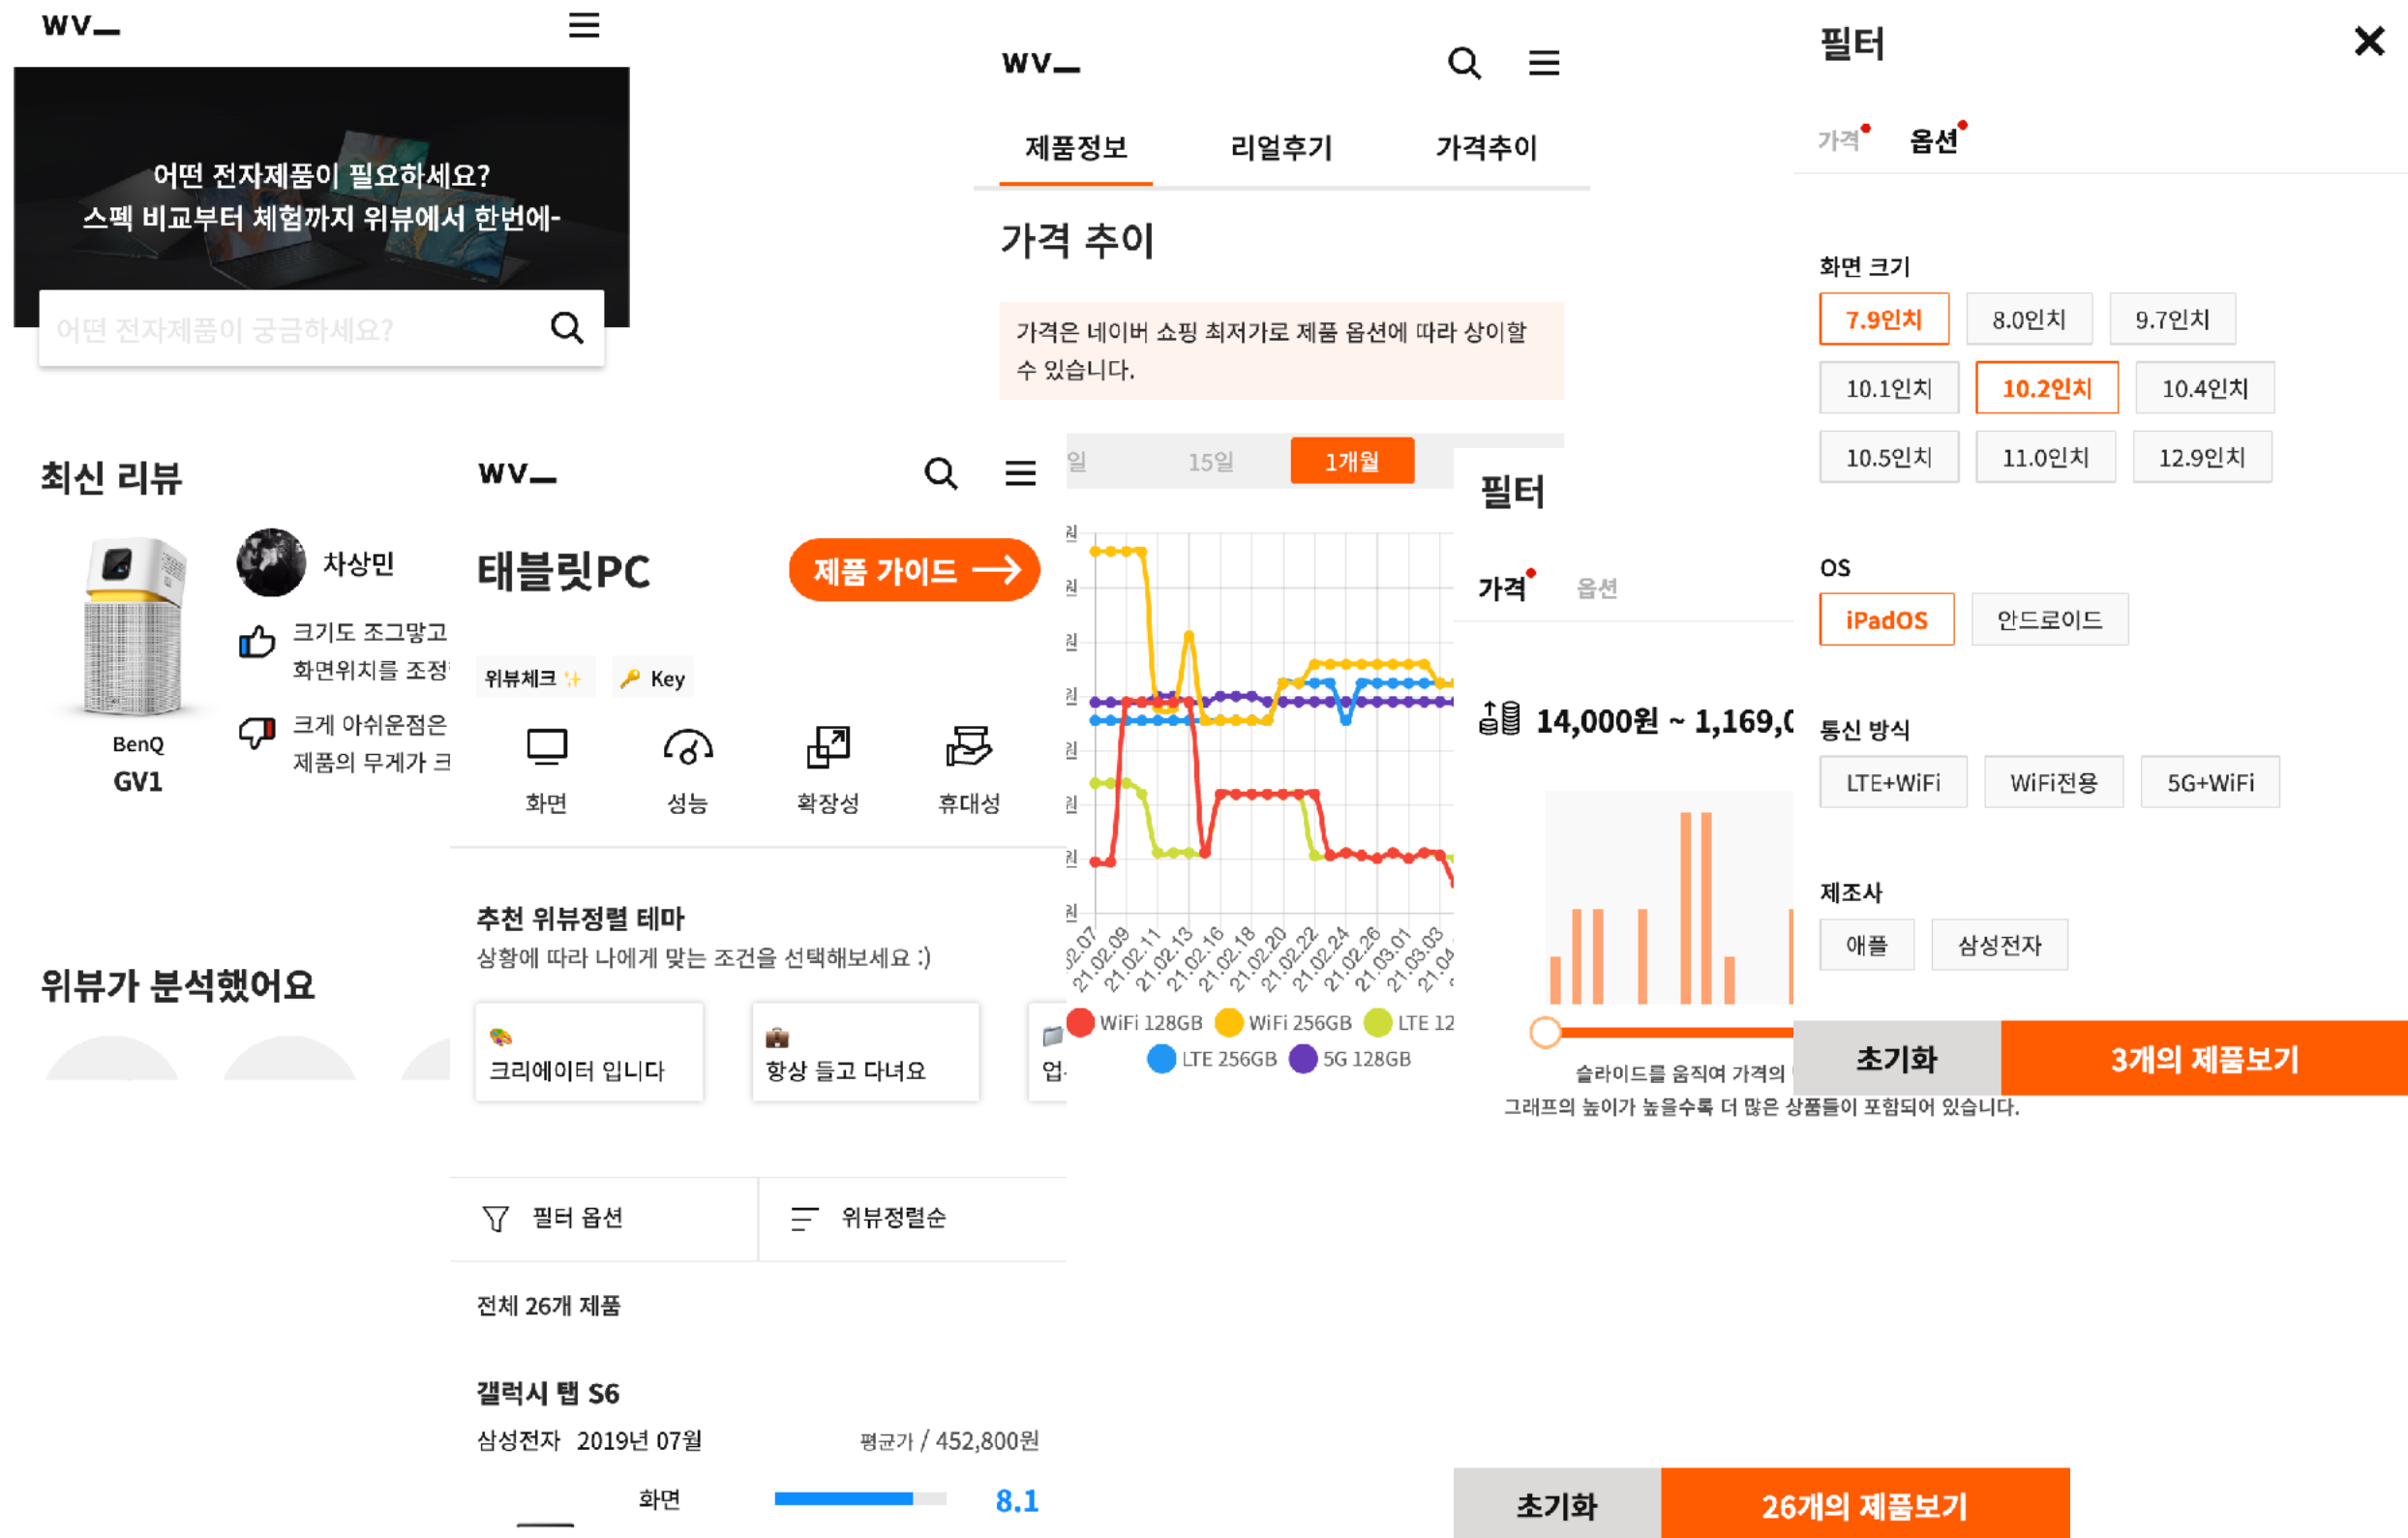 wv_
어떤 전자제품이 필요하세요?
스펙 비교부터 체험까지 위뷰에서 한번에-
어떤 전자제품이 궁금하세요?
최신 리뷰
차상민
크기도 조그맣고
화면위치를 조정
크게 아쉬운점은
제품의 무게가 크
BenQ
GV1
위뷰가 분석했어요
wv_
태블릿PC
제품 가이드 →
위뷰체크✨ 🔑 Key
화면 성능 확장성 휴대성
추천 위뷰정렬 테마
상황에 따라 나에게 맞는 조건을 선택해보세요 :)
크리에이터 입니다 항상 들고 다녀요 업
필터 옵션 위뷰정렬순
전체 26개 제품
갤럭시 탭 S6
삼성전자 2019년 07월 평균가 / 452,800원
화면 8.1
wv_
제품정보 리얼후기 가격추이
가격 추이
가격은 네이버 쇼핑 최저가로 제품 옵션에 따라 상이할
수 있습니다.
일 15일 1개월
원
원
원
원
원
원
원
원
02.07 21.02.09 21.02.11 21.02.13 21.02.16 21.02.18 21.02.20 21.02.22 21.02.24 21.02.26 21.03.01 21.03.03 21.04
WiFi 128GB WiFi 256GB LTE 12
LTE 256GB 5G 128GB
필터
가격 옵션
14,000원 ~ 1,169,0
슬라이드를 움직여 가격의
그래프의 높이가 높을수록 더 많은 상품들이 포함되어 있습니다.
초기화 26개의 제품보기
필터
가격 옵션
화면 크기
7.9인치 8.0인치 9.7인치
10.1인치 10.2인치 10.4인치
10.5인치 11.0인치 12.9인치
OS
iPadOS 안드로이드
통신 방식
LTE+WiFi WiFi전용 5G+WiFi
제조사
애플 삼성전자
초기화 3개의 제품보기